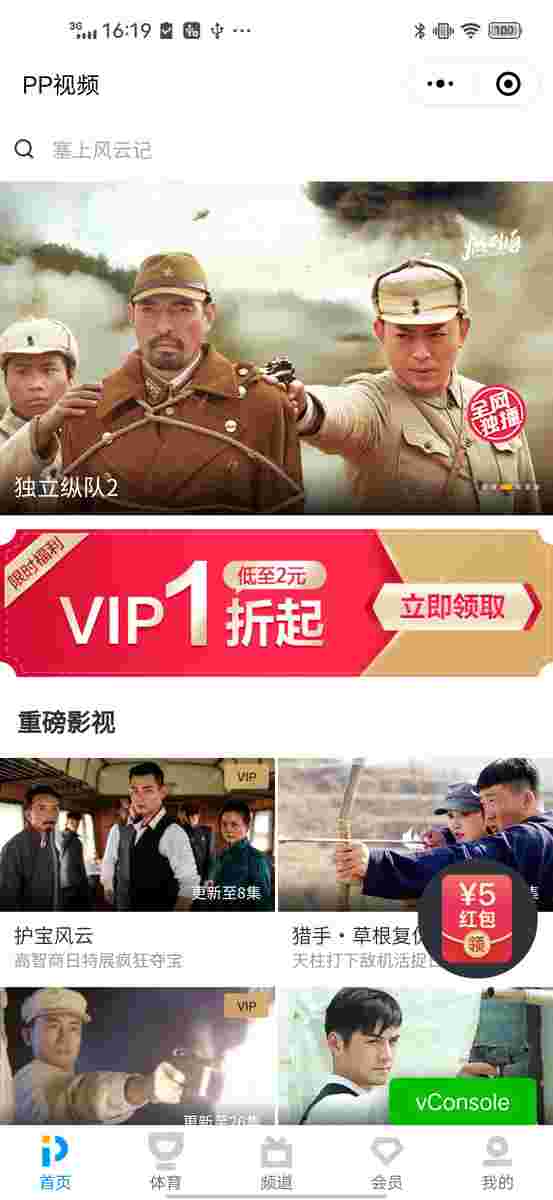 3G 16:19 100
PP视频
塞上风云记
全网
独播
独立纵队2
限时福利
VIP1折起
低至2元
立即领取
重磅影视
VIP
更新至8集
集
护宝风云
高智商日特展疯狂夺宝
猎手·草根复仇
天柱打下敌机活捉
¥5
红包
领
VIP
更新至26集
vConsole
首页
体育
频道
会员
我的